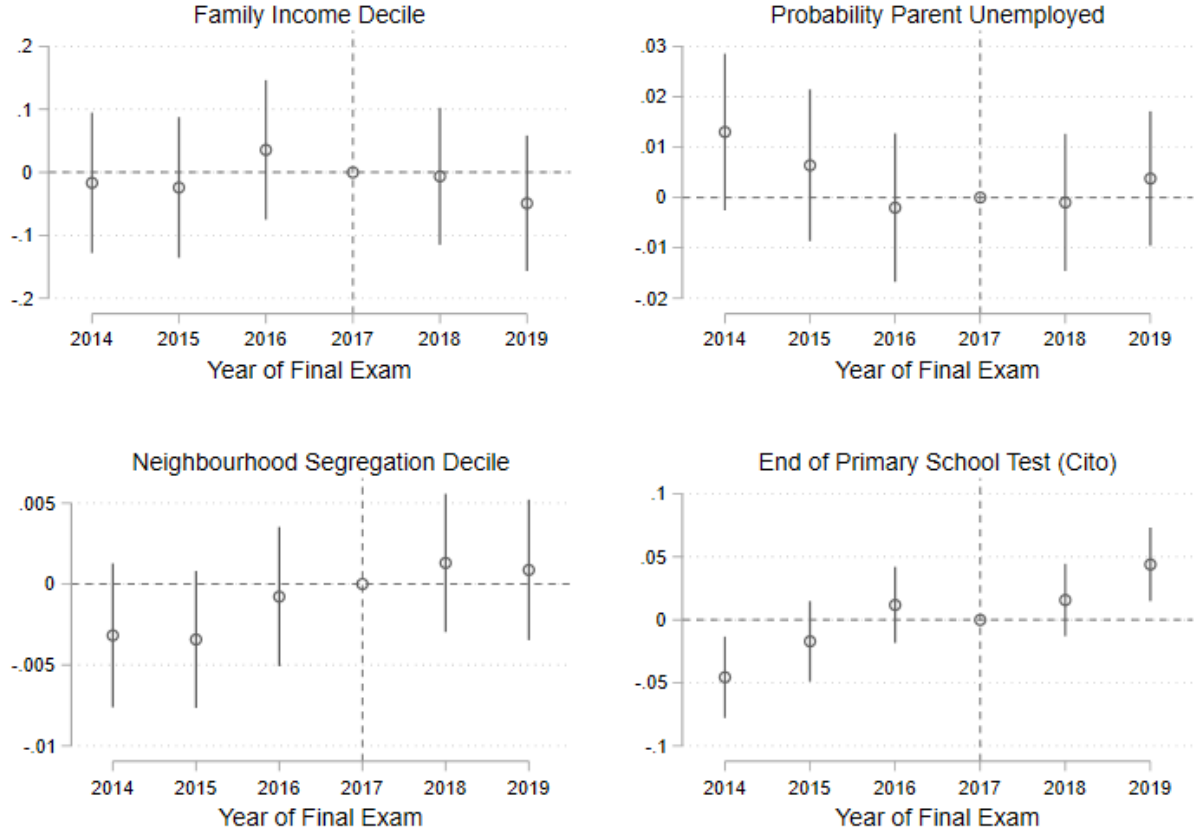 Family Income Decile
.2
.1
0
-.1
-.2
2014 2015 2016 2017 2018 2019
Year of Final Exam
Probability Parent Unemployed
.03
.02
.01
0
-.01
-.02
2014 2015 2016 2017 2018 2019
Year of Final Exam
Neighbourhood Segregation Decile
.005
0
-.005
-.01
2014 2015 2016 2017 2018 2019
Year of Final Exam
End of Primary School Test (Cito)
.1
.05
0
-.05
-.1
2014 2015 2016 2017 2018 2019
Year of Final Exam